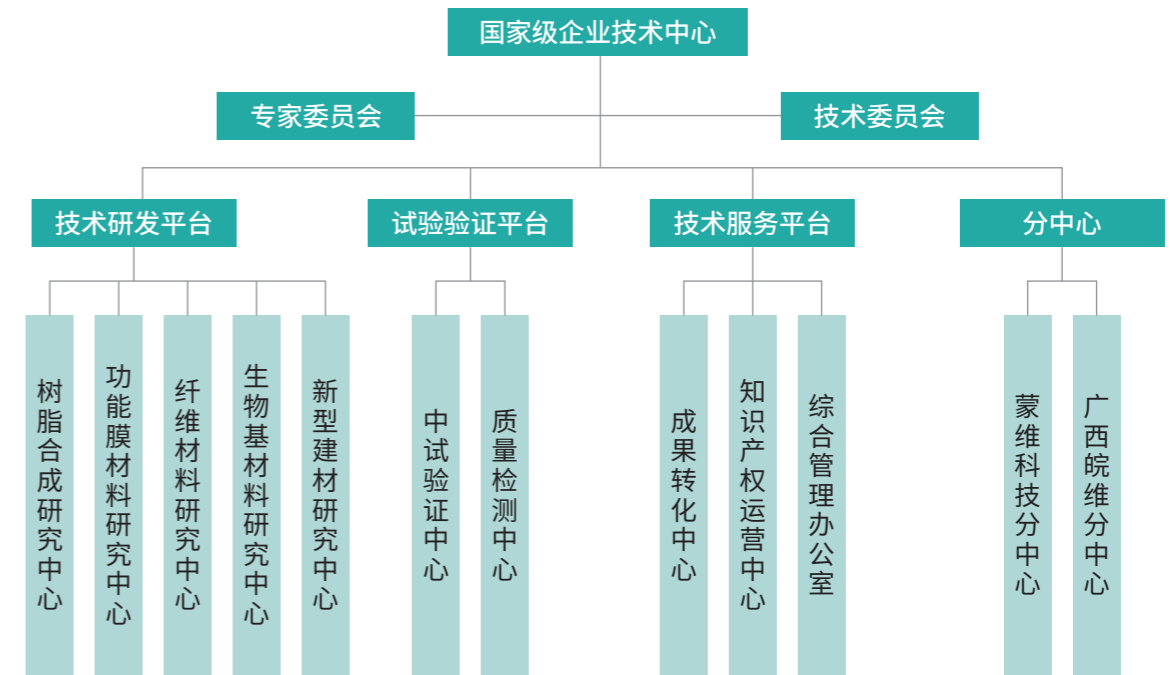 国家级企业技术中心
专家委员会
技术委员会
技术研发平台
试验验证平台
技术服务平台
分中心
树脂合成研究中心
功能膜材料研究中心
纤维材料研究中心
生物基材料研究中心
新型建材研究中心
中试验证中心
质量检测中心
成果转化中心
知识产权运营中心
综合管理办公室
蒙维科技分中心
广西皖维分中心